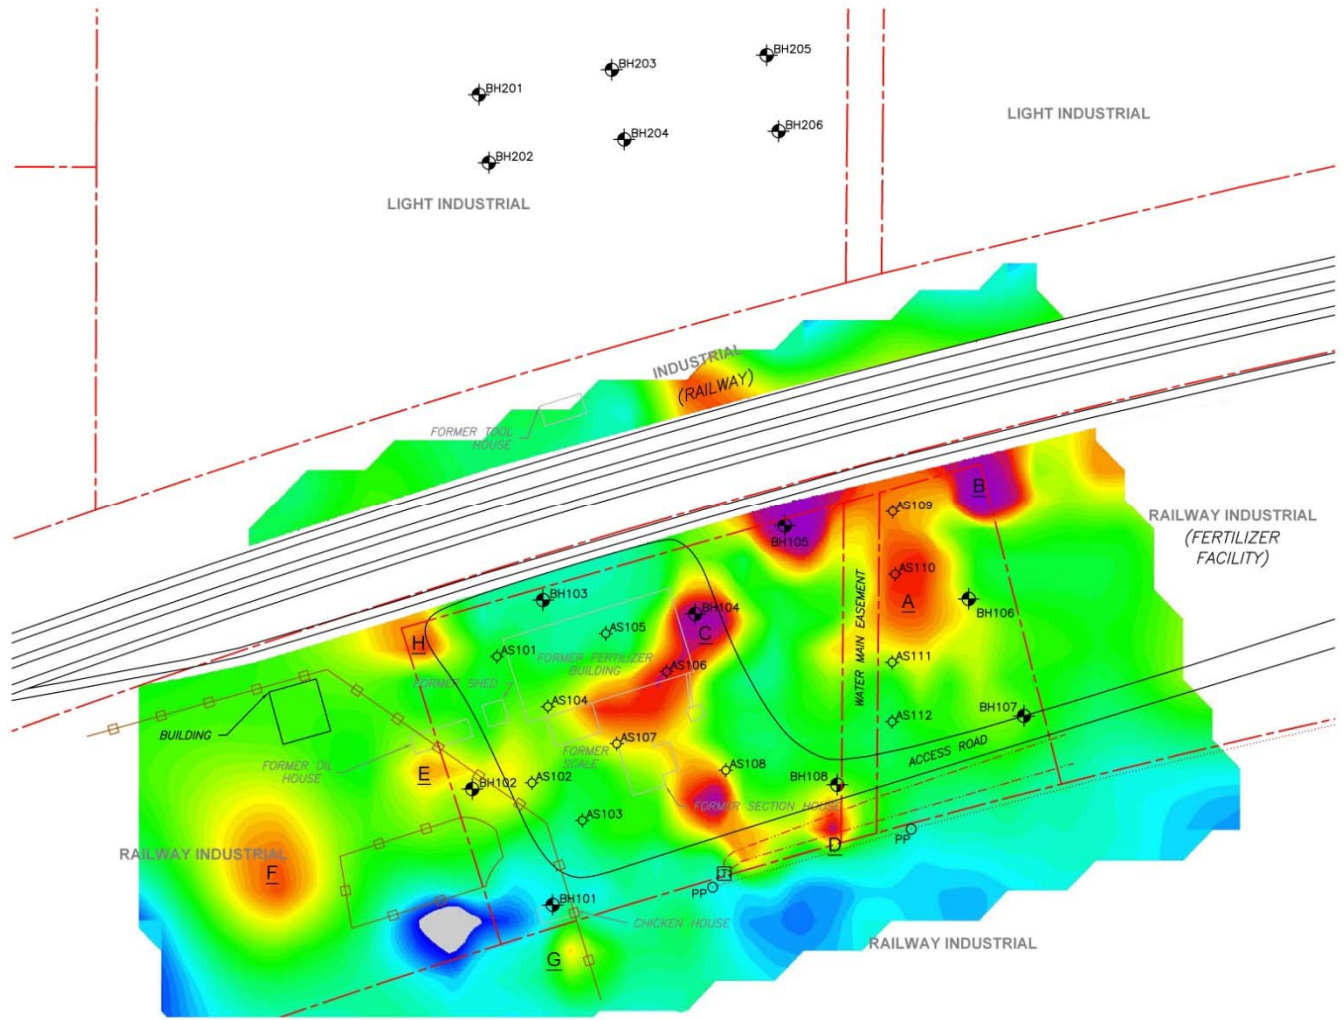 BH205
BH203
BH201
BH206
BH204
BH202
LIGHT INDUSTRIAL
LIGHT INDUSTRIAL
INDUSTRIAL
(RAILWAY)
FORMER TOOL
HOUSE
B
AS109
RAILWAY INDUSTRIAL
(FERTILIZER
FACILITY)
BH105
AS110
WATER MAIN EASEMENT
A
BH103
BH104
BH106
C
H
AS105
AS101
FORMER FERTILIZER
BUILDING
AS106
AS111
FORMER SHED
AS104
BH107
AS112
BUILDING
AS107
ACCESS ROAD
FORMER OIL
HOUSE
FORMER
SCALE
E
AS108
BH102
AS102
BH108
FORMER SECTION HOUSE
AS103
D
PP
RAILWAY INDUSTRIAL
F
PP
BH101
CHICKEN HOUSE
RAILWAY INDUSTRIAL
G